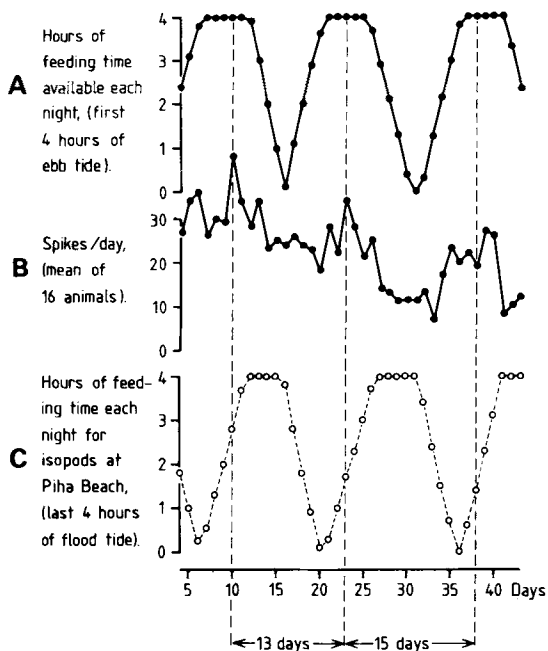 Hours of
feeding time
available each
night, (first
4 hours of
ebb tide).
A
4
3
2
1
0
Spikes/day,
(mean of
16 animals).
B
30
20
10
0
Hours of feed-
ing time each
night for
isopods at
Piha Beach,
(last 4 hours
of flood tide).
C
4
3
2
1
0
5 10 15 20 25 30 35 40 Days
13 days 15 days